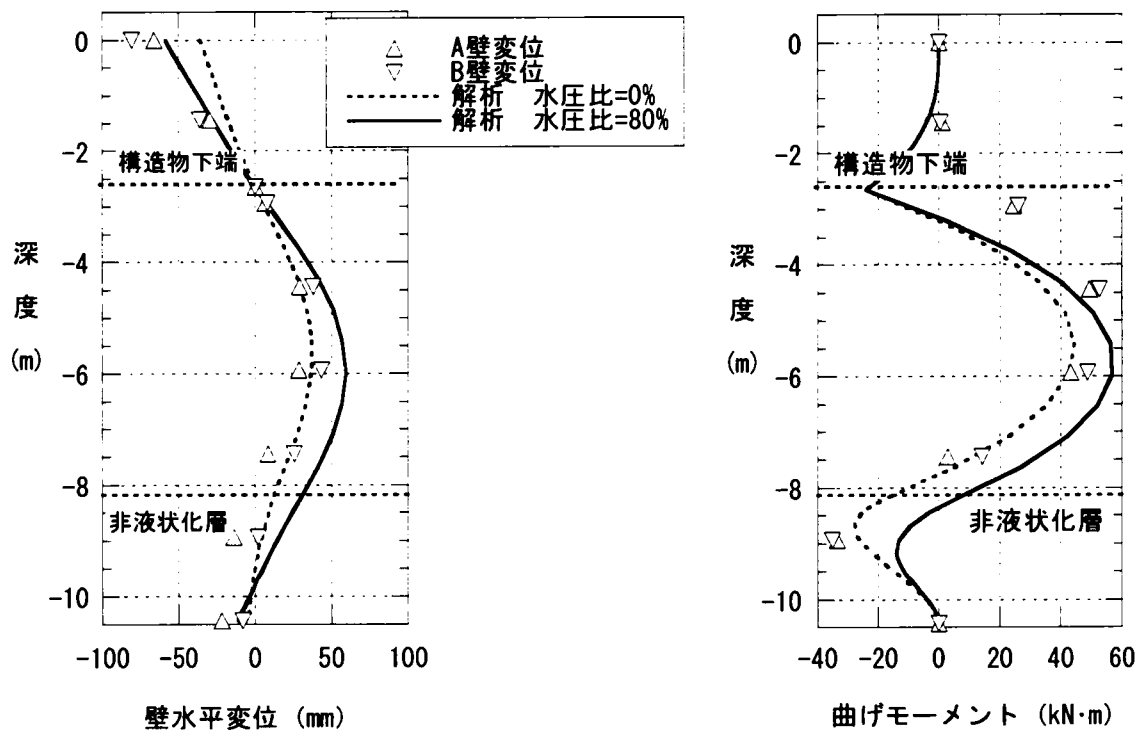 A壁変位
B壁変位
解析 水圧比=0%
解析 水圧比=80%
0
-2
-4
-6
-8
-10
深度
(m)
構造物下端
非液状化層
-100
-50
0
50
100
壁水平変位 (mm)
0
-2
-4
-6
-8
-10
深度
(m)
構造物下端
非液状化層
-40
-20
0
20
40
60
曲げモーメント (kN·m)